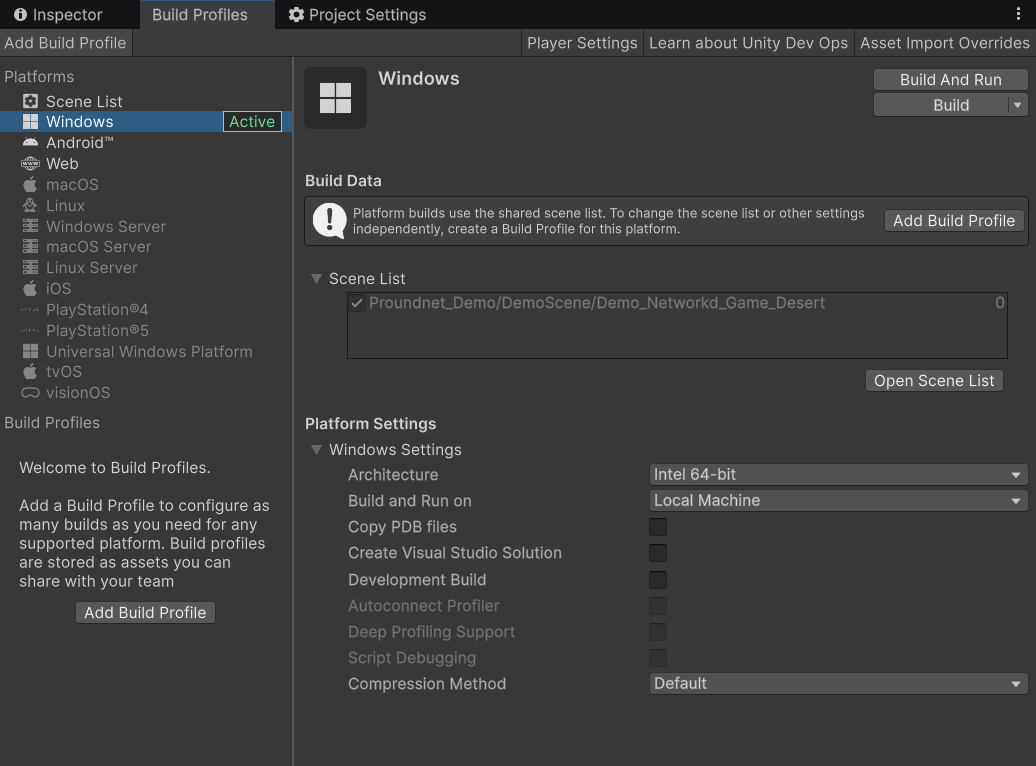 Inspector
Build Profiles
Project Settings
Add Build Profile
Player Settings
Learn about Unity Dev Ops
Asset Import Overrides
Platforms
Scene List
Windows
Active
Android™
Web
macOS
Linux
Windows Server
macOS Server
Linux Server
iOS
PlayStation®4
PlayStation®5
Universal Windows Platform
tvOS
visionOS
Build Profiles
Welcome to Build Profiles.
Add a Build Profile to configure as
many builds as you need for any
supported platform. Build profiles
are stored as assets you can
share with your team
Add Build Profile
Windows
Build And Run
Build
Build Data
Platform builds use the shared scene list. To change the scene list or other settings
independently, create a Build Profile for this platform.
Add Build Profile
Scene List
Proundnet_Demo/DemoScene/Demo_Networkd_Game_Desert 0
Open Scene List
Platform Settings
Windows Settings
Architecture Intel 64-bit
Build and Run on Local Machine
Copy PDB files
Create Visual Studio Solution
Development Build
Autoconnect Profiler
Deep Profiling Support
Script Debugging
Compression Method Default